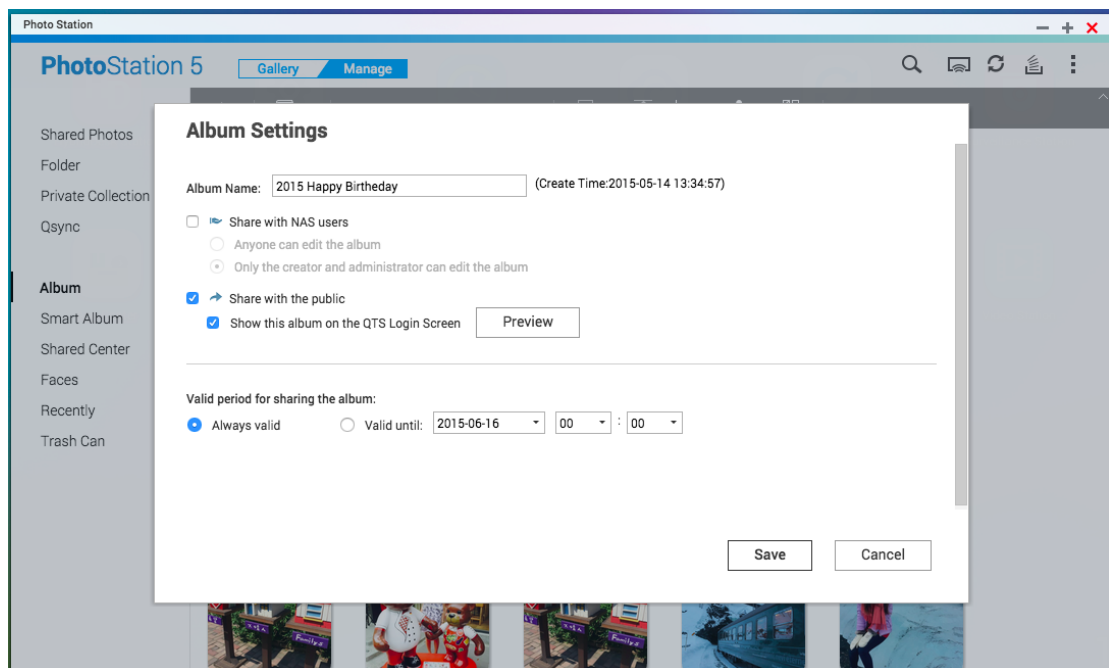 Photo Station
PhotoStation 5
Gallery
Manage
Shared Photos
Folder
Private Collection
Qsync
Album
Smart Album
Shared Center
Faces
Recently
Trash Can
Album Settings
Album Name: 2015 Happy Birtheday (Create Time:2015-05-14 13:34:57)
Share with NAS users
Anyone can edit the album
Only the creator and administrator can edit the album
Share with the public
Show this album on the QTS Login Screen Preview
Valid period for sharing the album:
Always valid Valid until: 2015-06-16 00 : 00
Save Cancel
Family
Family